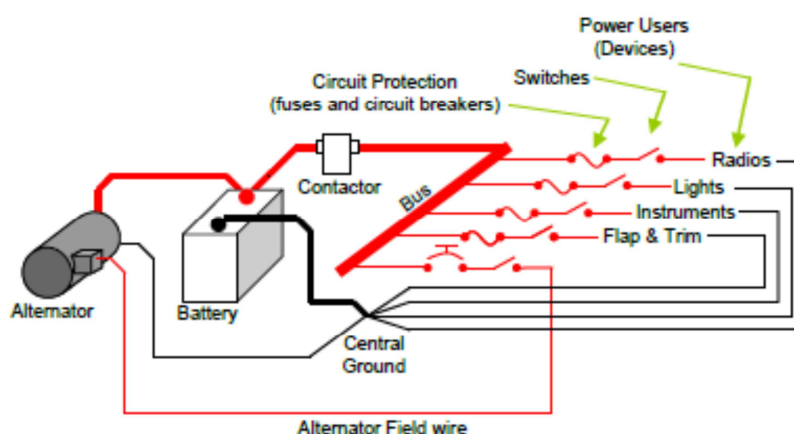 Power Users
(Devices)
Switches
Circuit Protection
(fuses and circuit breakers)
Radios
Contactor
Lights
Bus
Instruments
Flap & Trim
Alternator
Battery
Central
Ground
Alternator Field wire